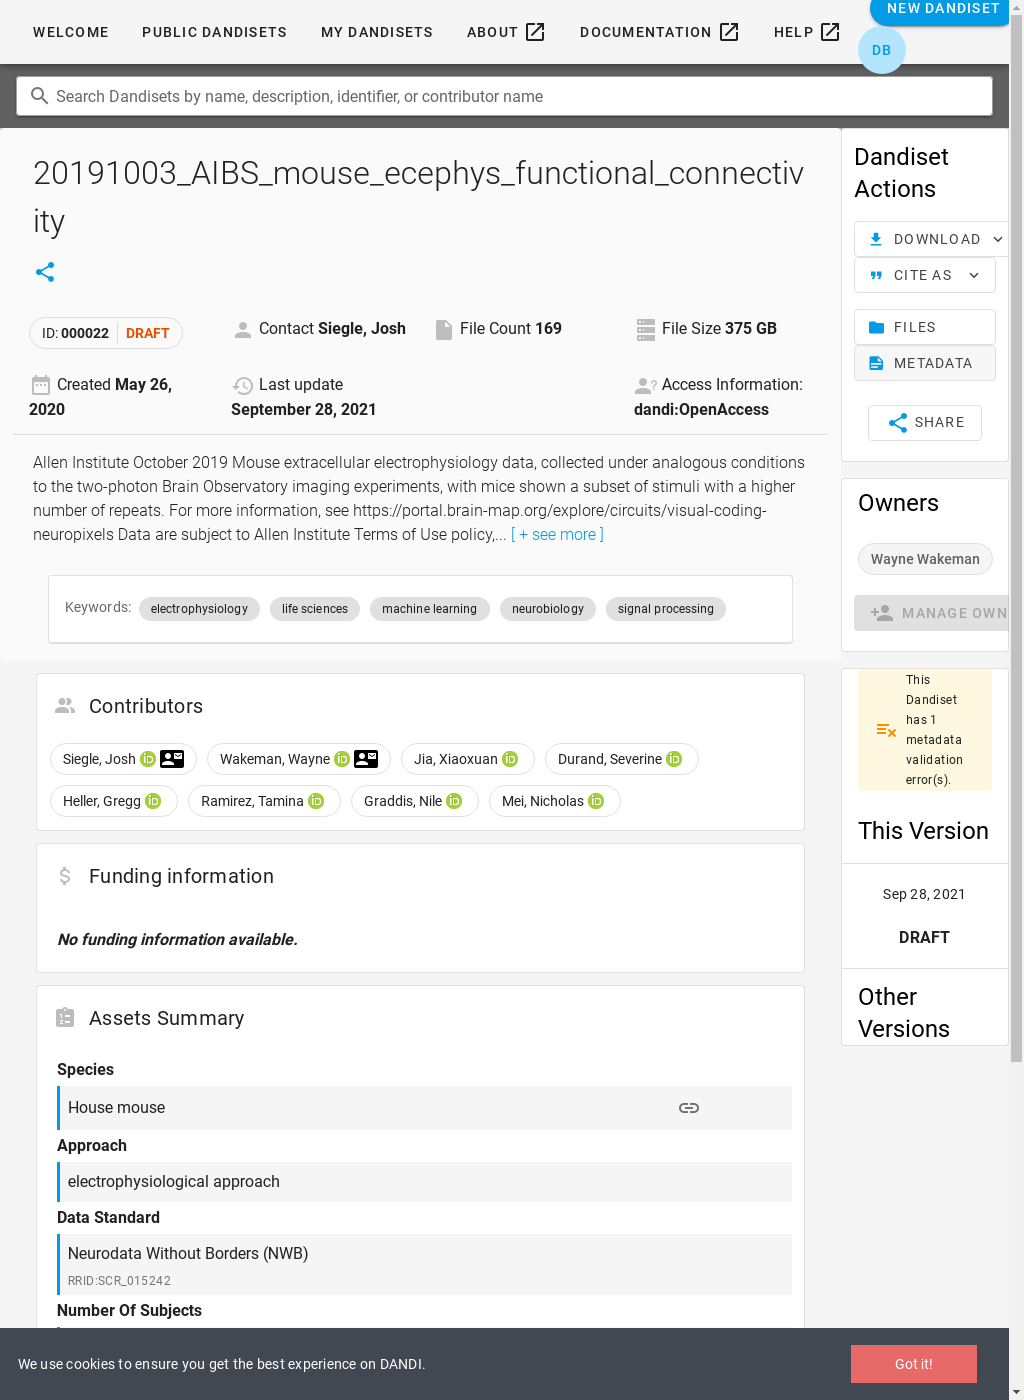 WELCOME PUBLIC DANDISETS MY DANDISETS ABOUT DOCUMENTATION HELP NEW DANDISET
DB
Search Dandisets by name, description, identifier, or contributor name
20191003_AIBS_mouse_ecephys_functional_connectiv
ity
ID: 000022 DRAFT
Contact Siegle, Josh
File Count 169
File Size 375 GB
Created May 26,
2020
Last update
September 28, 2021
Access Information:
dandi:OpenAccess
Allen Institute October 2019 Mouse extracellular electrophysiology data, collected under analogous conditions
to the two-photon Brain Observatory imaging experiments, with mice shown a subset of stimuli with a higher
number of repeats. For more information, see https://portal.brain-map.org/explore/circuits/visual-coding-
neuropixels Data are subject to Allen Institute Terms of Use policy,... [ + see more ]
Keywords: electrophysiology life sciences machine learning neurobiology signal processing
Contributors
Siegle, Josh iD Wakeman, Wayne iD Jia, Xiaoxuan iD Durand, Severine iD
Heller, Gregg iD Ramirez, Tamina iD Graddis, Nile iD Mei, Nicholas iD
Funding information
No funding information available.
Assets Summary
Species
House mouse
Approach
electrophysiological approach
Data Standard
Neurodata Without Borders (NWB)
RRID:SCR_015242
Number Of Subjects
Dandiset
Actions
DOWNLOAD
CITE AS
FILES
METADATA
SHARE
Owners
Wayne Wakeman
MANAGE OWN
This
Dandiset
has 1
metadata
validation
error(s).
This Version
Sep 28, 2021
DRAFT
Other
Versions
We use cookies to ensure you get the best experience on DANDI.
Got it!